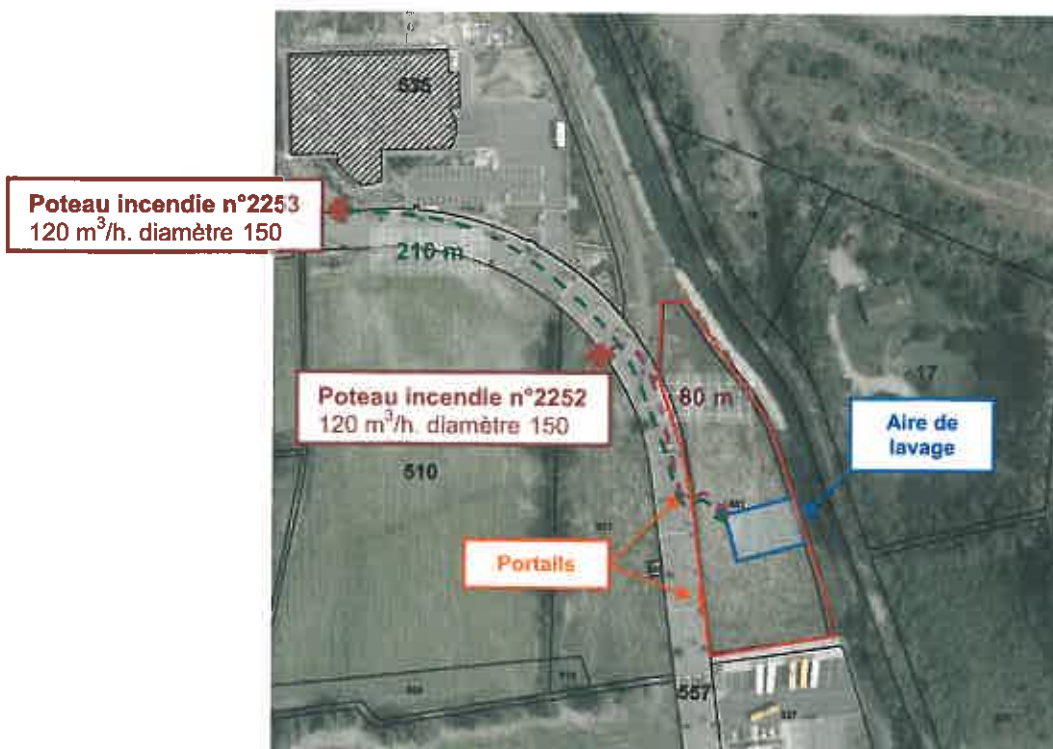 535
Poteau incendie n°2253
120 m³/h. diamètre 150
210 m
Poteau incendie n°2252
120 m³/h. diamètre 150
80 m
17
Aire de
lavage
510
Portails
557